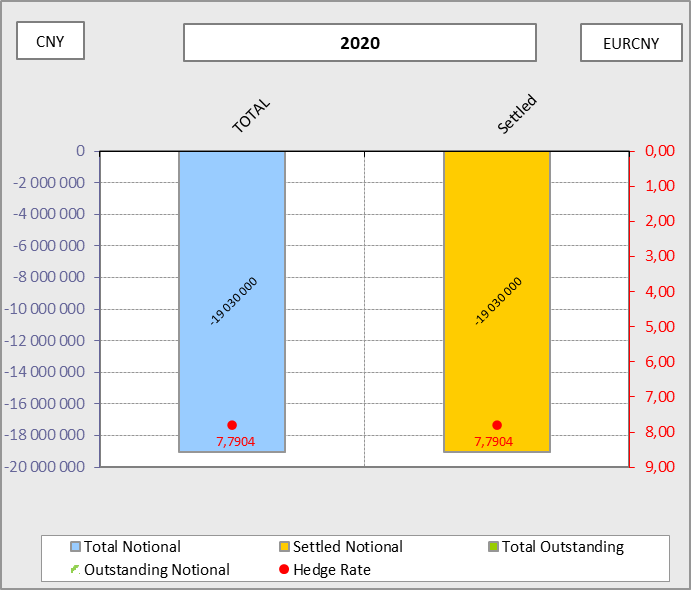 CNY
2020
EURCNY
TOTAL
Settled
0
-2 000 000
-4 000 000
-6 000 000
-8 000 000
-10 000 000
-12 000 000
-14 000 000
-16 000 000
-18 000 000
-20 000 000
-19 030 000
7,7904
-19 030 000
7,7904
0,00
1,00
2,00
3,00
4,00
5,00
6,00
7,00
8,00
9,00
Total Notional
Settled Notional
Total Outstanding
Outstanding Notional
Hedge Rate